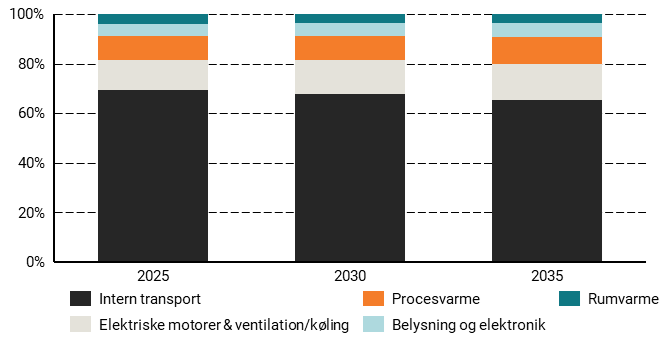 100%
80%
60%
40%
20%
0%
2025 2030 2035
Intern transport Procesvarme Rumvarme
Elektriske motorer & ventilation/køling Belysning og elektronik